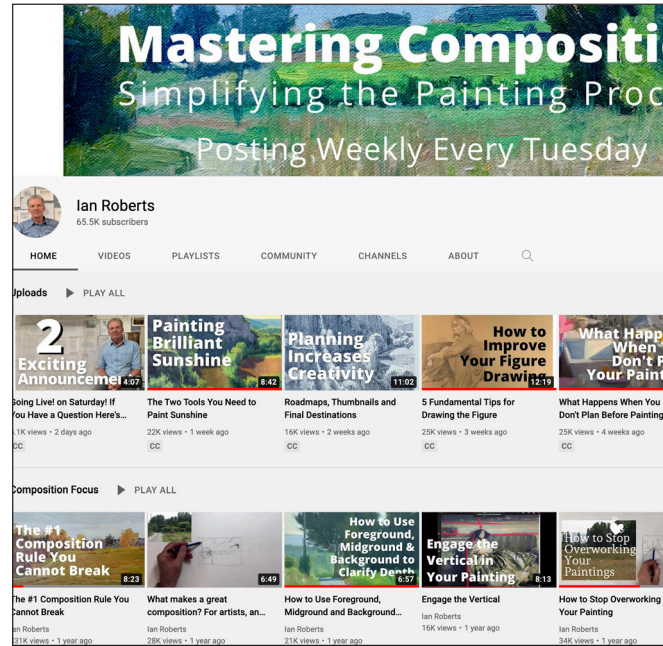 Mastering Compositi
Simplifying the Painting Proc
Posting Weekly Every Tuesday
Ian Roberts
65.5K subscribers
HOME VIDEOS PLAYLISTS COMMUNITY CHANNELS ABOUT
Uploads PLAY ALL
2
Exciting
Announcemen
4:07
Going Live! on Saturday! If
You Have a Question Here's...
.1K views • 2 days ago
CC
Painting
Brilliant
Sunshine
8:42
The Two Tools You Need to
Paint Sunshine
22K views • 1 week ago
CC
Planning
Increases
Creativity
11:02
Roadmaps, Thumbnails and
Final Destinations
16K views • 2 weeks ago
CC
How to
Improve
Your Figure
Drawing
12:19
5 Fundamental Tips for
Drawing the Figure
25K views • 3 weeks ago
CC
What Happ
When Y
Don't P
Your Paint
What Happens When You
Don't Plan Before Painting
25K views • 4 weeks ago
CC
Composition Focus PLAY ALL
The #1
Composition
Rule You
Cannot Break
8:23
The #1 Composition Rule You
Cannot Break
Ian Roberts
31K views • 1 year ago
6:49
What makes a great
composition? For artists, an...
Ian Roberts
28K views • 1 year ago
How to Use
Foreground,
Midground &
Background to
Clarify Depth
6:57
How to Use Foreground,
Midground and Background...
Ian Roberts
21K views • 1 year ago
Engage the
Vertical in
Your Painting
8:13
Engage the Vertical
Ian Roberts
16K views • 1 year ago
How to Stop
Overworking
Your
Paintings
How to Stop Overworking
Your Painting
Ian Roberts
34K views • 1 year ago